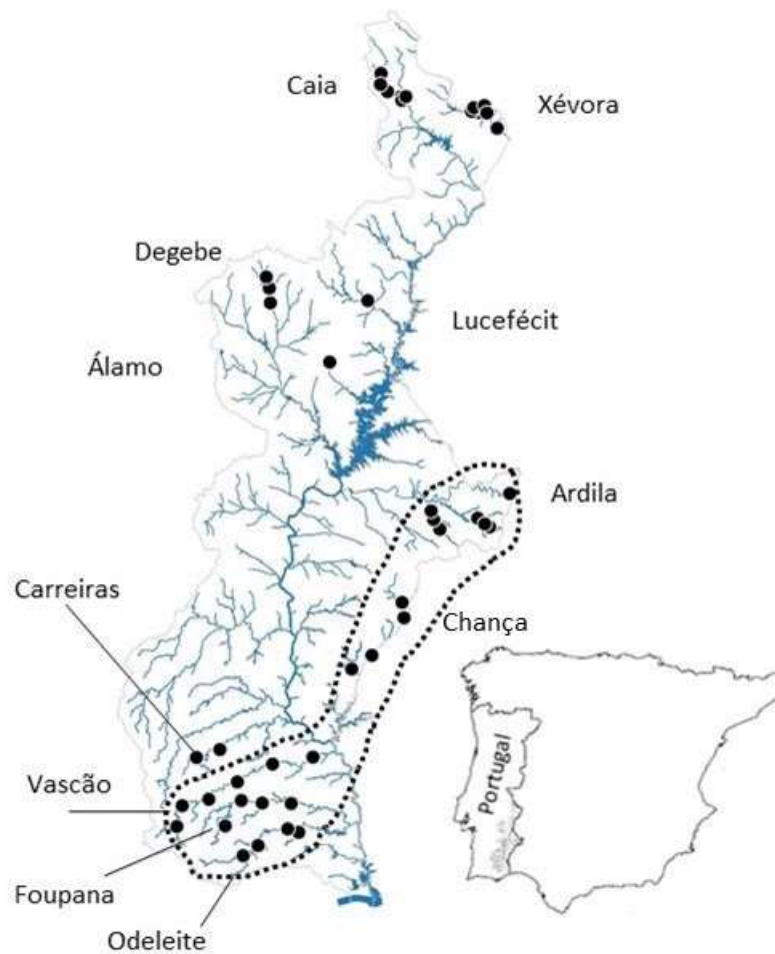 Caia
Xévora
Degebe
Lucefécit
Álamo
Ardila
Carreiras
Chança
Portugal
Vascão
Foupana
Odeleite